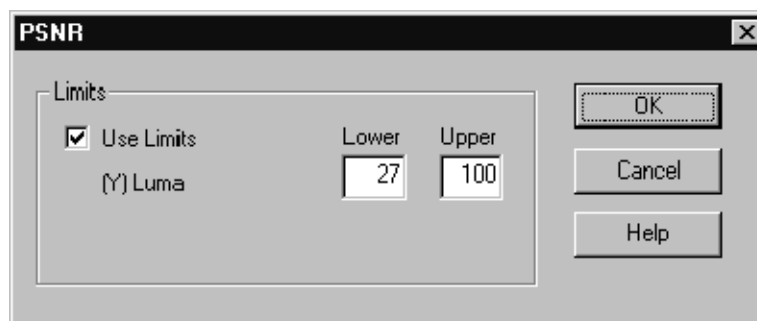 PSNR
Limits
Use Limits
Lower
Upper
(Y) Luma
27
100
OK
Cancel
Help